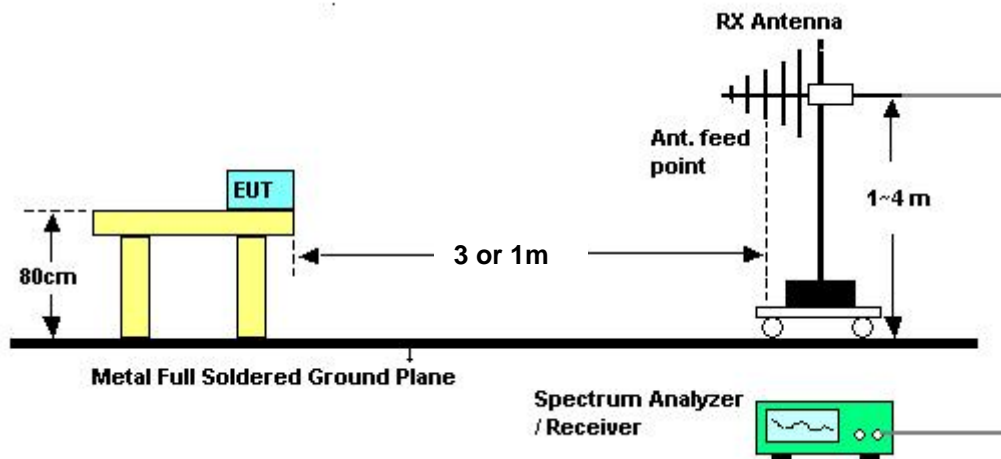 RX Antenna
Ant. feed
point
EUT
1~4 m
3 or 1m
80cm
Metal Full Soldered Ground Plane
Spectrum Analyzer
/ Receiver